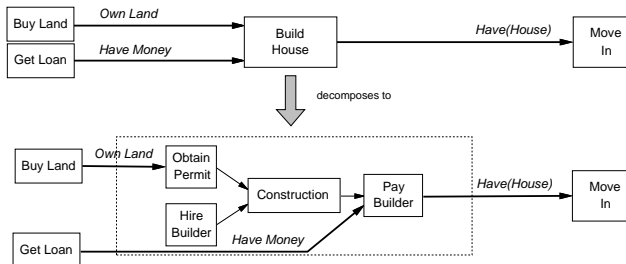 Own Land
Buy Land
Have Money
Get Loan
Build
House
Have(House)
Move
In
decomposes to
Buy Land
Own Land
Obtain
Permit
Construction
Hire
Builder
Pay
Builder
Have(House)
Move
In
Get Loan
Have Money